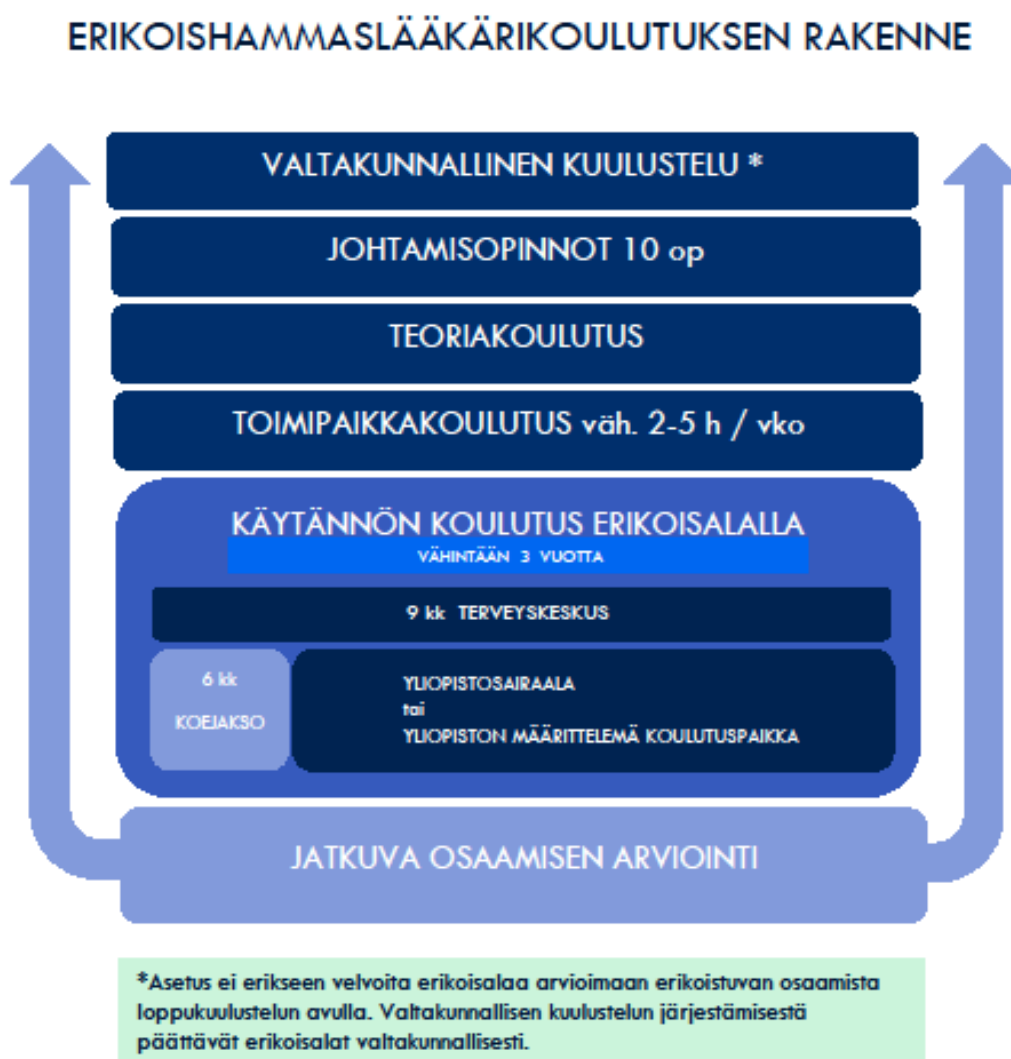 ERIKOISHAMMASLÄÄKÄRIKOULUTUKSEN RAKENNE
VALTAKUNNALLINEN KUULUSTELU *
JOHTAMISOPINNOT 10 op
TEORIAKOULUTUS
TOIMIPAIKKAKOULUTUS väh. 2-5 h / vko
KÄYTÄNNÖN KOULUTUS ERIKOISALALLA
VÄHINTÄÄN 3 VUOTTA
9 kk TERVEYSKESKUS
6 kk
KOEJAKSO
YLIOPISTOSAIRAALA
tai
YLIOPISTON MÄÄRITTELEMÄ KOULUTUSPAIKKA
JATKUVA OSAAMISEN ARVIOINTI
*Asetus ei erikseen velvoita erikoisalaa arvioimaan erikoistuvan osaamista
loppukuulustelun avulla. Valtakunnallisen kuulustelun järjestämisestä
päättävät erikoisalat valtakunnallisesti.